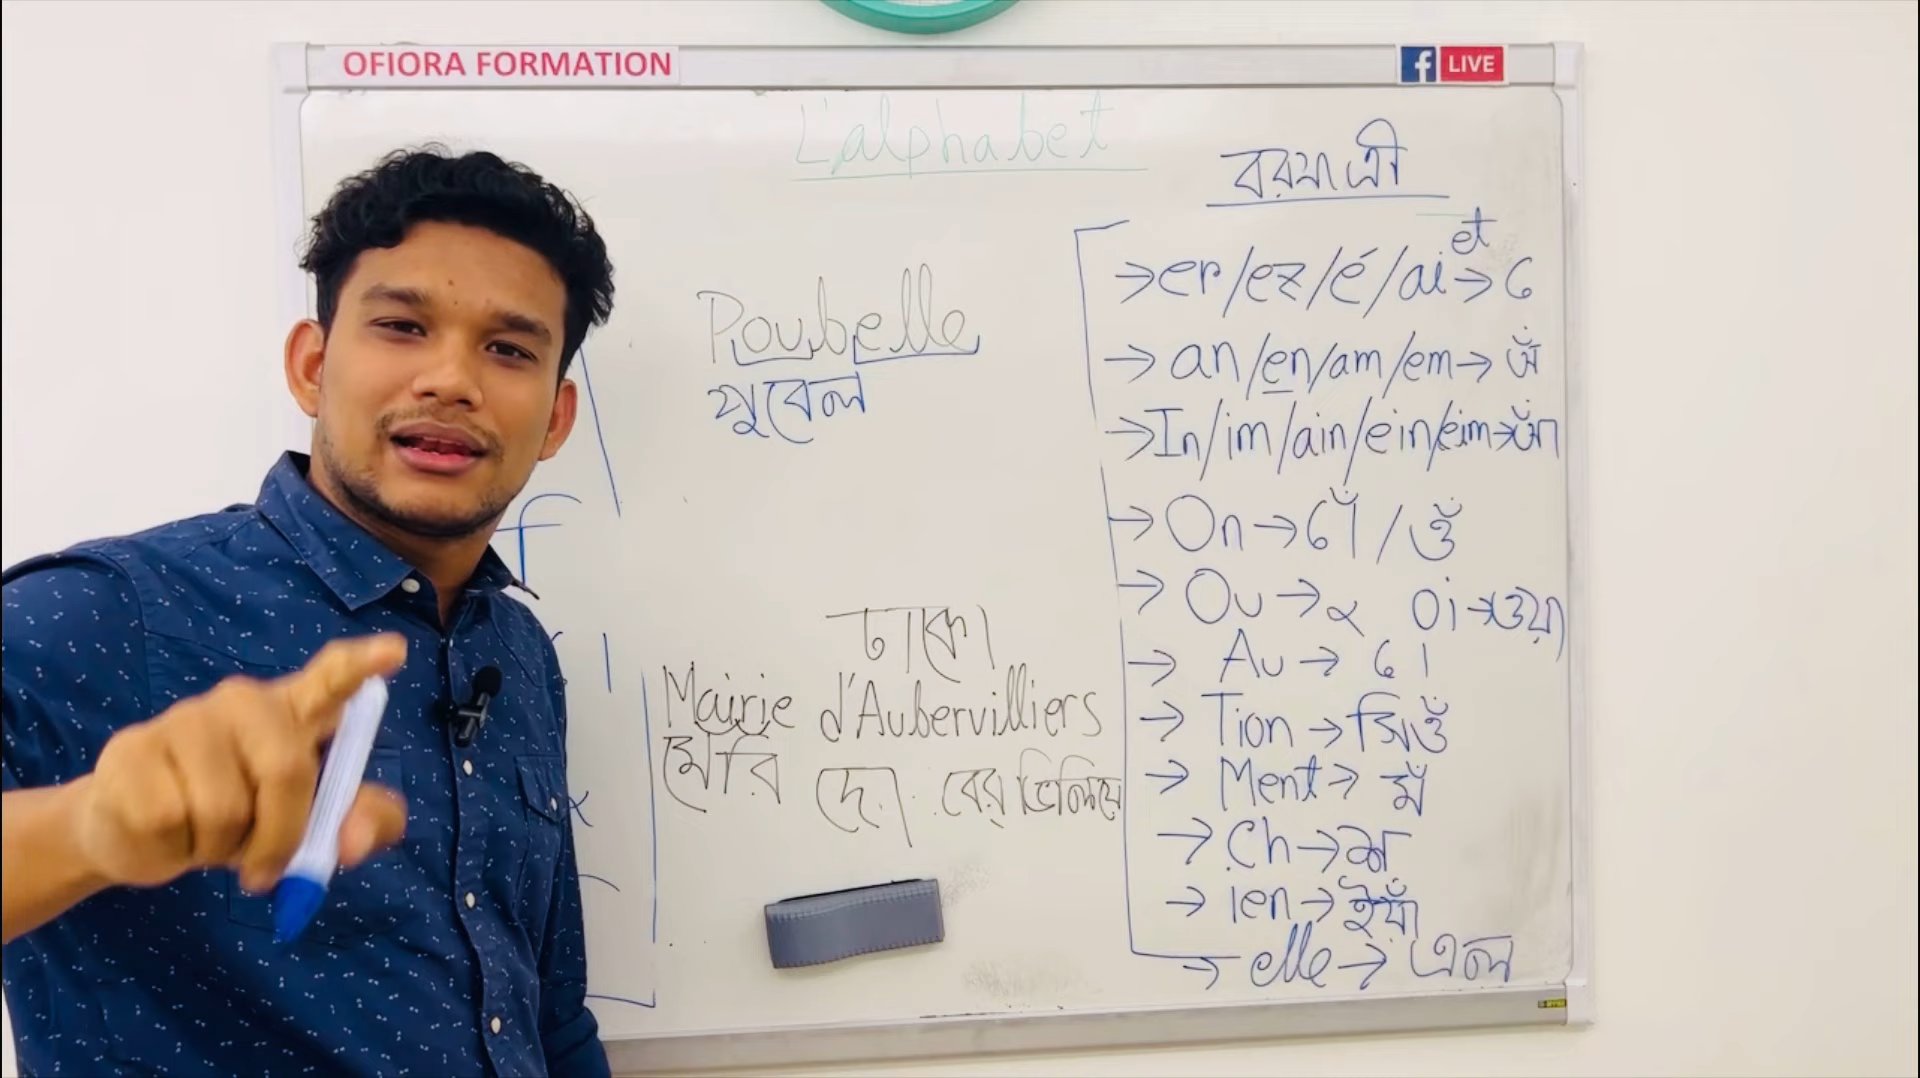 OFIORA FORMATION
f LIVE
L'alphabet
বরযাত্রী
et
→er/ez/é/ai→ ে
→ an/en/am/em→ অঁ
→In/im/ain/ein/eim→অ্যাঁ
→On→ োঁ / ওঁ
→ Ou→ ু Oi→ওয়া
→ Au→ ো
→ Tion→ সিওঁ
→ Ment→ মঁ
→ Ch→শ
→ ien→ইয়াঁ
→ elle→ এল
Poubelle
পুবেল
f
ঢাকো
Mairie d'Aubervilliers
মেরি দো বের্ ভিলিয়ে